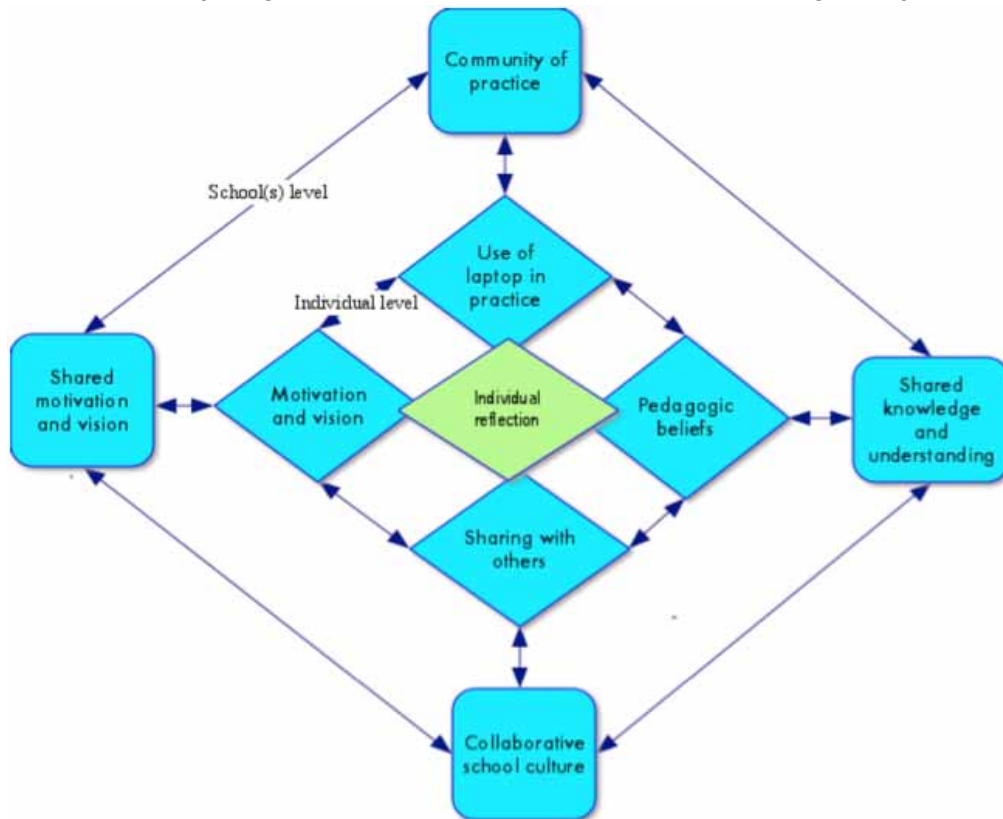 Community of
practice
School(s) level
Use of
laptop in
practice
Individual level
Shared
motivation
and vision
Motivation
and vision
Individual
reflection
Pedagogic
beliefs
Shared
knowledge
and
understanding
Sharing with
others
Collaborative
school culture